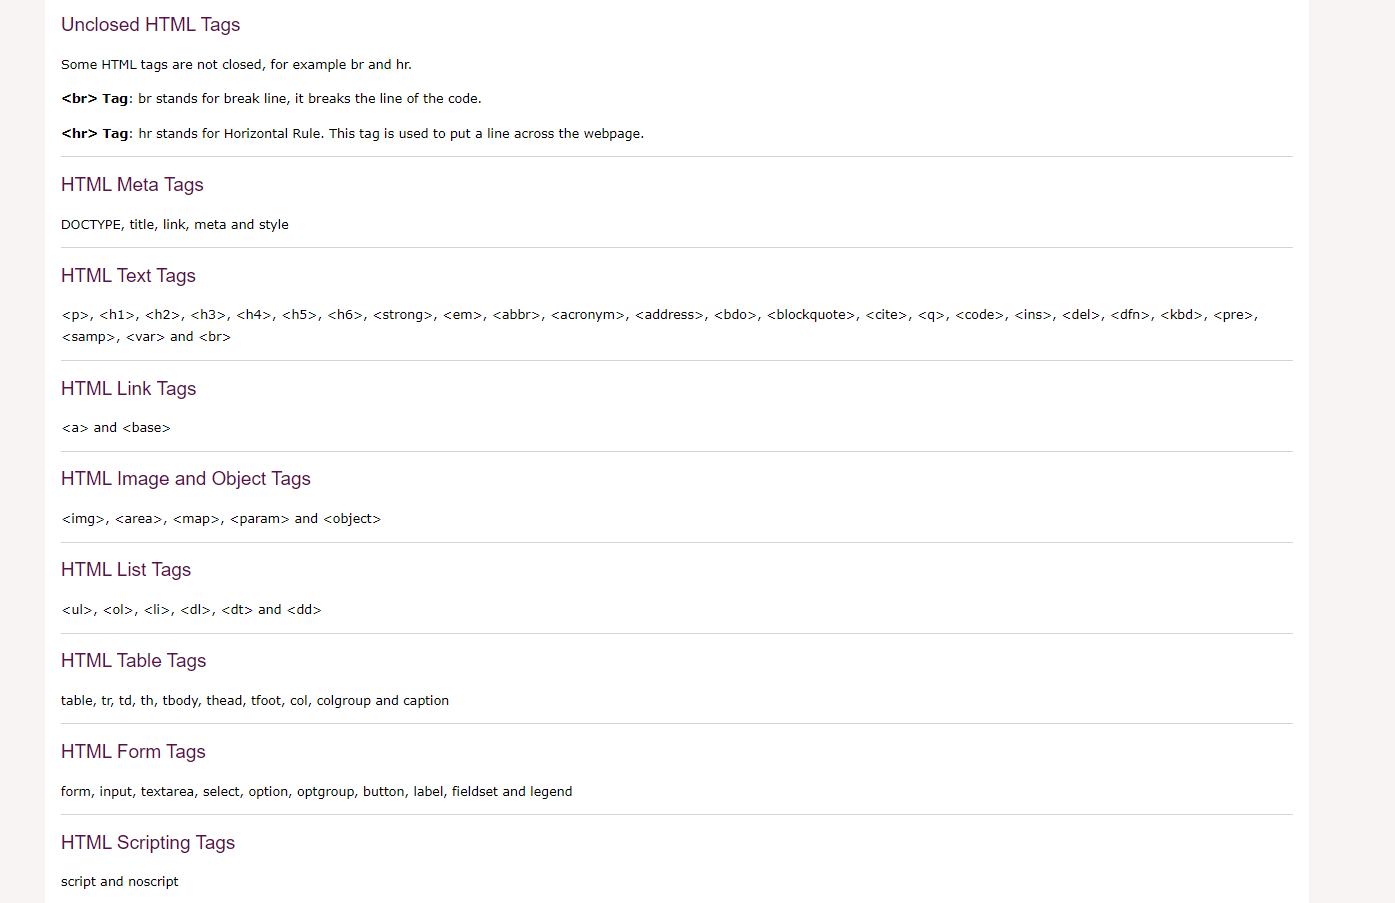 Unclosed HTML Tags
Some HTML tags are not closed, for example br and hr.
<br> Tag: br stands for break line, it breaks the line of the code.
<hr> Tag: hr stands for Horizontal Rule. This tag is used to put a line across the webpage.
HTML Meta Tags
DOCTYPE, title, link, meta and style
HTML Text Tags
<p>, <h1>, <h2>, <h3>, <h4>, <h5>, <h6>, <strong>, <em>, <abbr>, <acronym>, <address>, <bdo>, <blockquote>, <cite>, <q>, <code>, <ins>, <del>, <dfn>, <kbd>, <pre>,
<samp>, <var> and <br>
HTML Link Tags
<a> and <base>
HTML Image and Object Tags
<img>, <area>, <map>, <param> and <object>
HTML List Tags
<ul>, <ol>, <li>, <dl>, <dt> and <dd>
HTML Table Tags
table, tr, td, th, tbody, thead, tfoot, col, colgroup and caption
HTML Form Tags
form, input, textarea, select, option, optgroup, button, label, fieldset and legend
HTML Scripting Tags
script and noscript